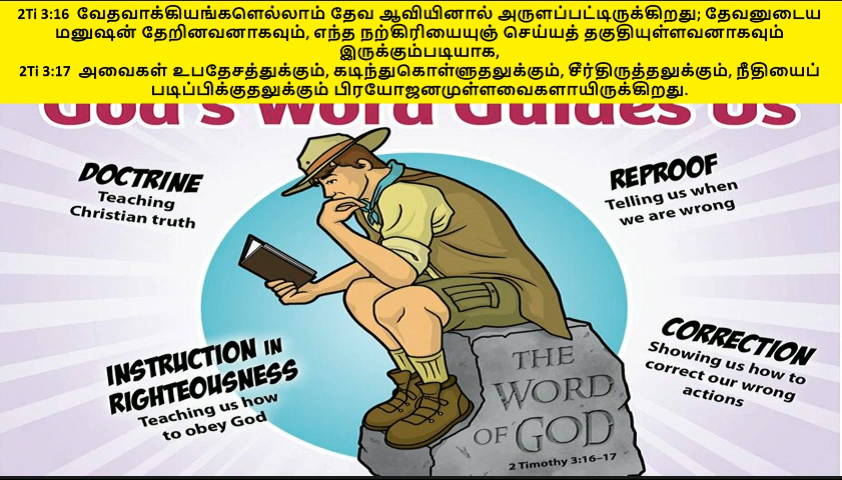 2Ti 3:16 வேதவாக்கியங்களெல்லாம் தேவ ஆவியினால் அருளப்பட்டிருக்கிறது; தேவனுடைய
மனுஷன் தேறினவனாகவும், எந்த நற்கிரியையுஞ் செய்யத் தகுதியுள்ளவனாகவும்
இருக்கும்படியாக,
2Ti 3:17 அவைகள் உபதேசத்துக்கும், கடிந்துகொள்ளுதலுக்கும், சீர்திருத்தலுக்கும், நீதியைப்
படிப்பிக்குதலுக்கும் பிரயோஜனமுள்ளவைகளாயிருக்கிறது.
God's Word Guides Us
DOCTRINE
Teaching
Christian truth
REPROOF
Telling us when
we are wrong
INSTRUCTION IN
RIGHTEOUSNESS
Teaching us how
to obey God
CORRECTION
Showing us how to
correct our wrong
actions
THE
WORD
OF GOD
2 Timothy 3:16–17